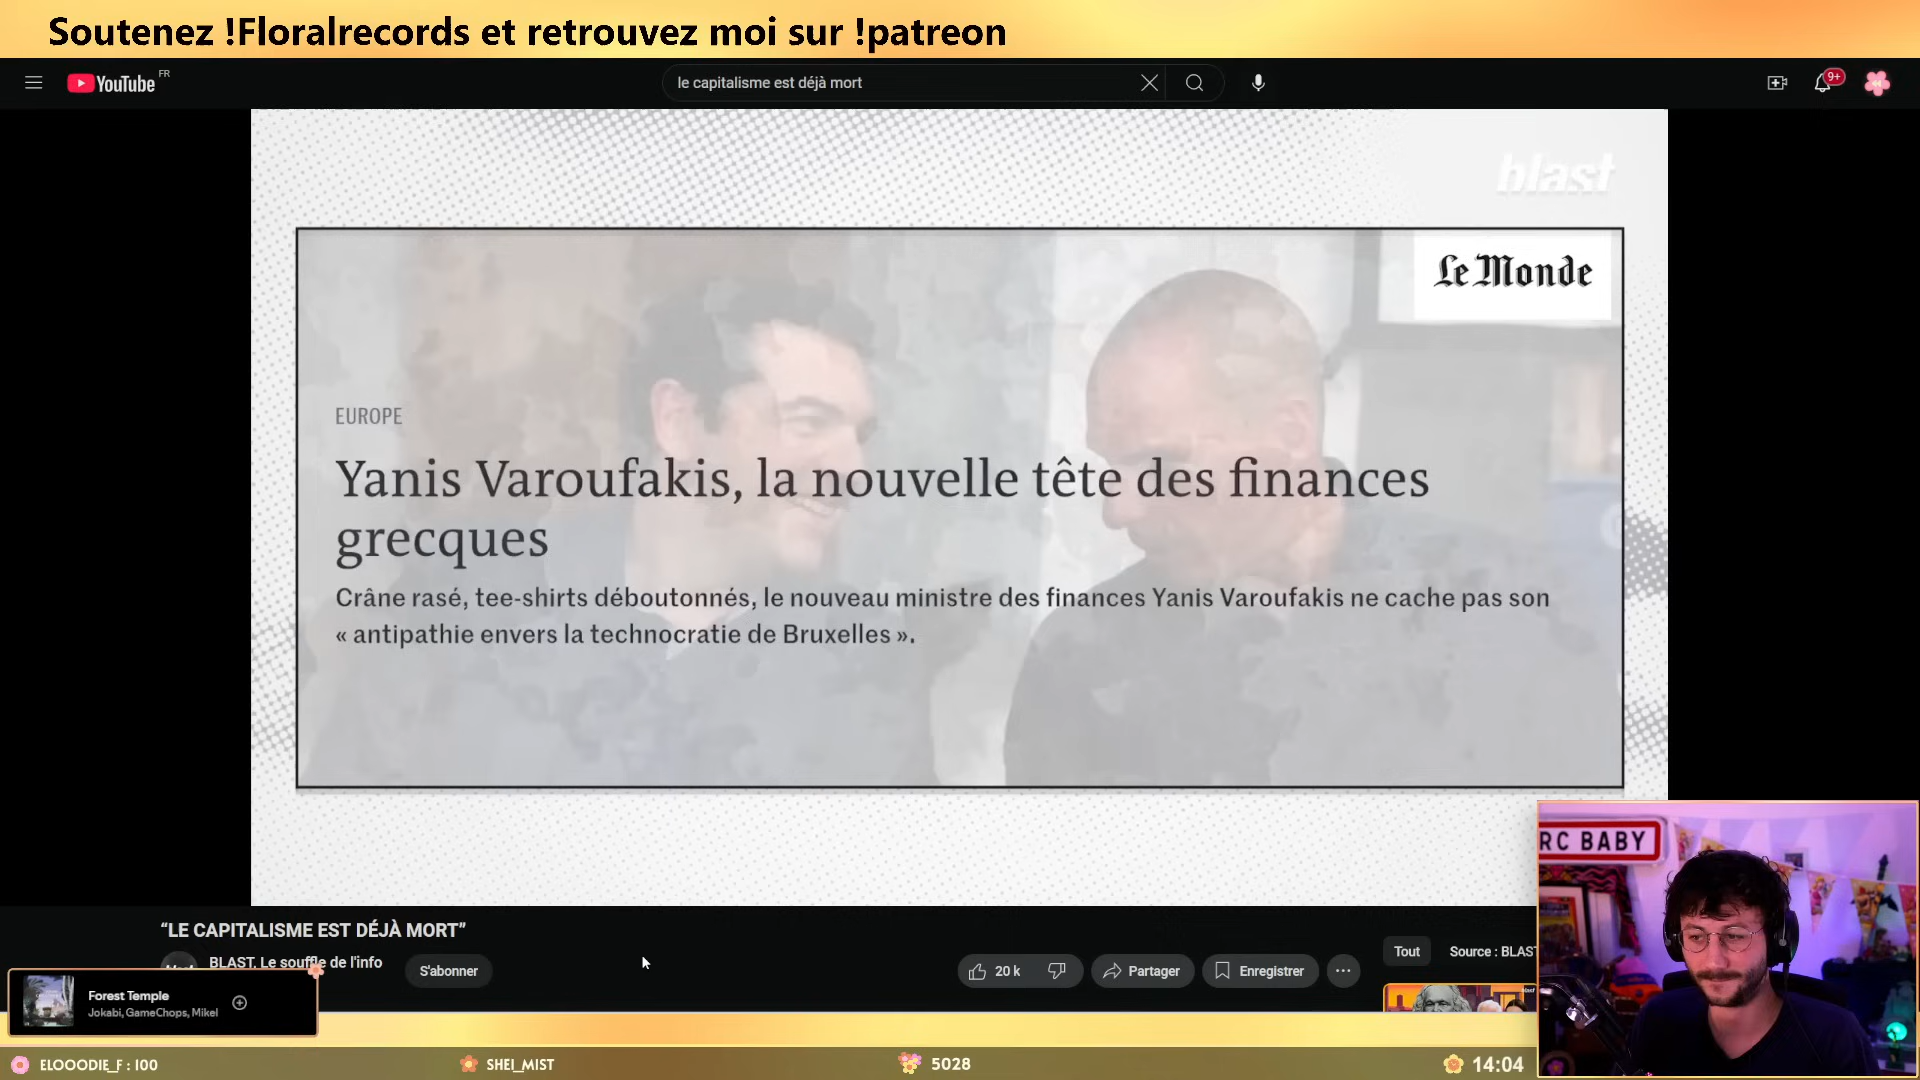 Soutenez !Floralrecords et retrouvez moi sur !patreon
YouTube FR
le capitalisme est déjà mort
9+
blast
Le Monde
EUROPE
Yanis Varoufakis, la nouvelle tête des finances
grecques
Crâne rasé, tee-shirts déboutonnés, le nouveau ministre des finances Yanis Varoufakis ne cache pas son
« antipathie envers la technocratie de Bruxelles ».
RC BABY
“LE CAPITALISME EST DÉJÀ MORT”
BLAST, Le souffle de l'info
S'abonner
20 k
Partager
Enregistrer
Tout
Source : BLAST
Forest Temple
Jokabi, GameChops, Mikel
ELOOODIE_F : 100
SHEI_MIST
5028
14:04